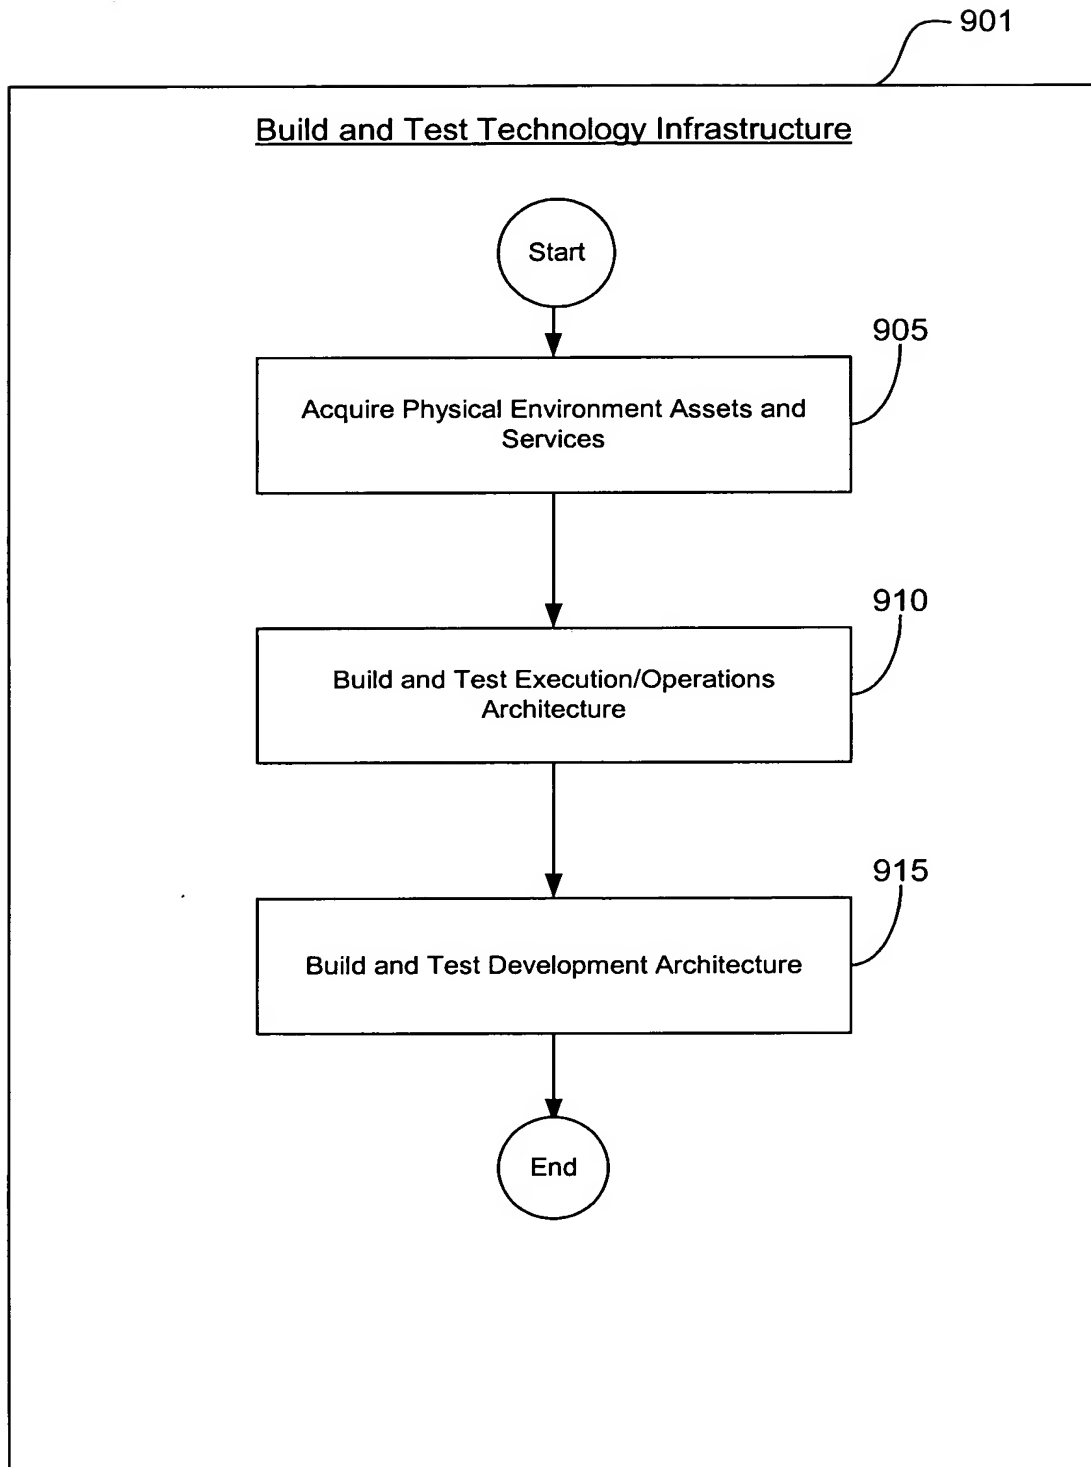 901
Build and Test Technology Infrastructure
Start
905
Acquire Physical Environment Assets and
Services
910
Build and Test Execution/Operations
Architecture
915
Build and Test Development Architecture
End